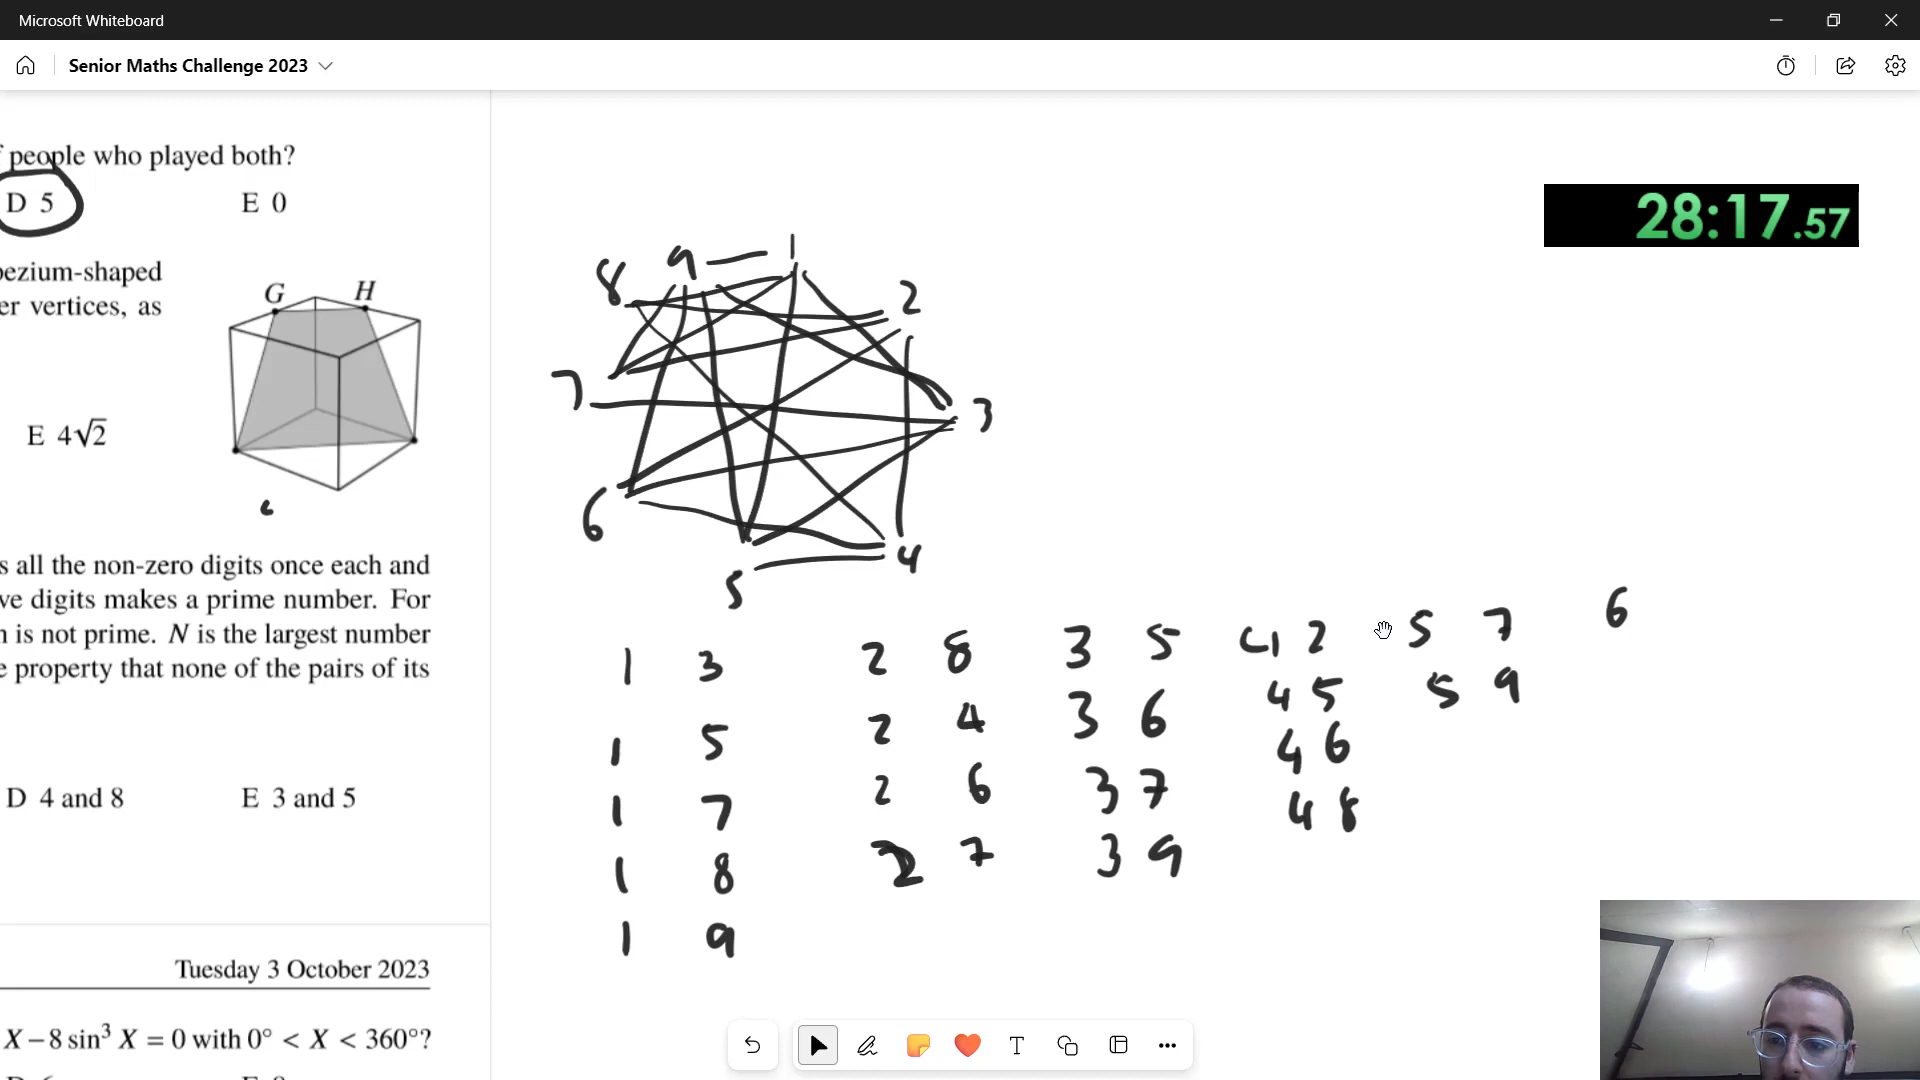 Microsoft Whiteboard
Senior Maths Challenge 2023
people who played both?
D 5 E 0
28:17.57
pezium-shaped
er vertices, as
G H
E 4√2
s all the non-zero digits once each and
ve digits makes a prime number. For
n is not prime. N is the largest number
e property that none of the pairs of its
D 4 and 8 E 3 and 5
Tuesday 3 October 2023
X − 8 sin³ X = 0 with 0° < X < 360°?
8 9 1
2
7
3
6
4
5
1 3 2 8 3 5 4 2 5 7 6
1 5 2 4 3 6 4 5 5 9
1 7 2 6 3 7 4 6
1 8 2 7 3 9 4 8
1 9
T